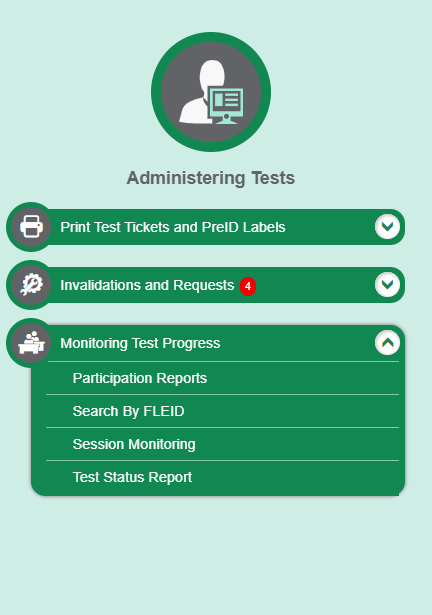 Administering Tests
Print Test Tickets and PreID Labels
Invalidations and Requests 4
Monitoring Test Progress
Participation Reports
Search By FLEID
Session Monitoring
Test Status Report